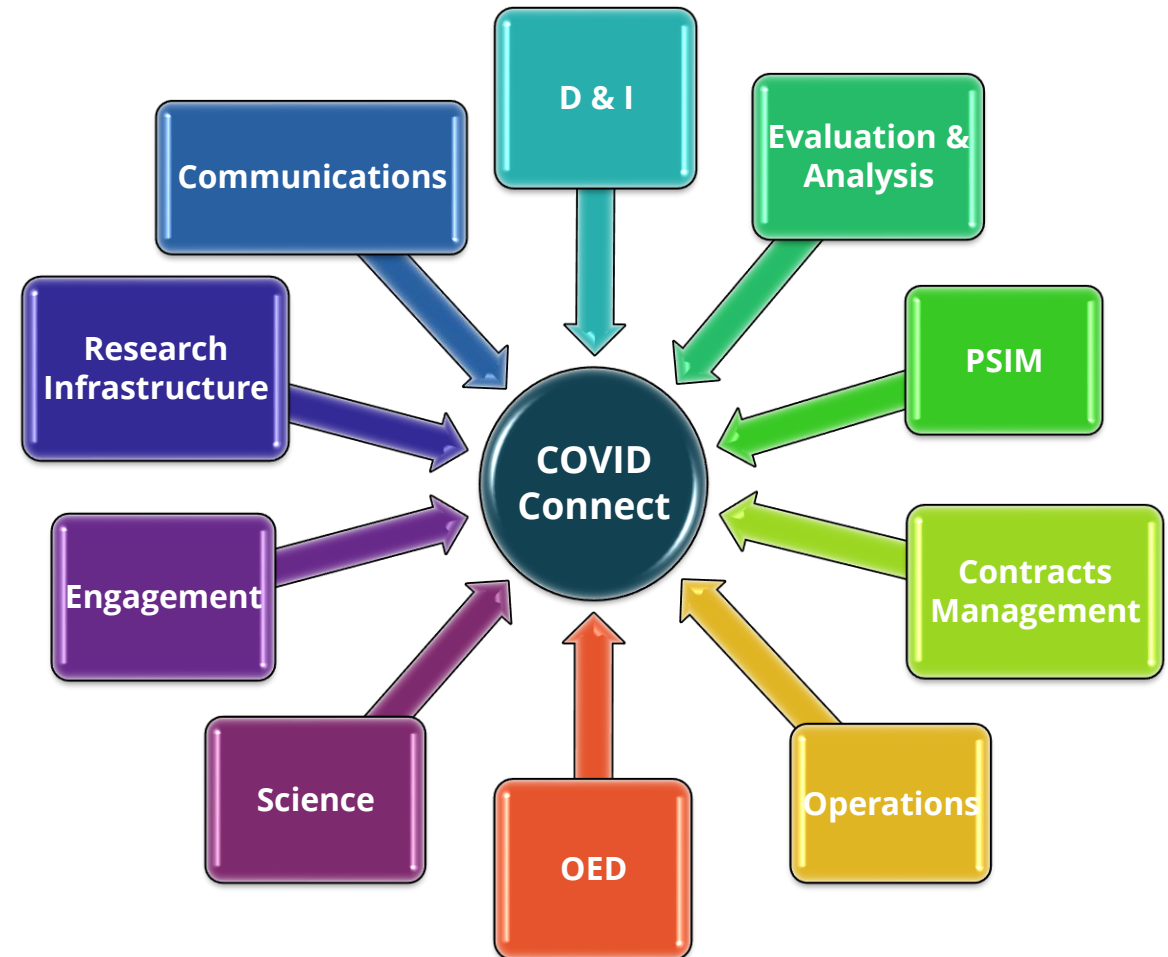 D & I
Evaluation &
Analysis
Communications
Research
Infrastructure
PSIM
COVID
Connect
Engagement
Contracts
Management
Science
Operations
OED